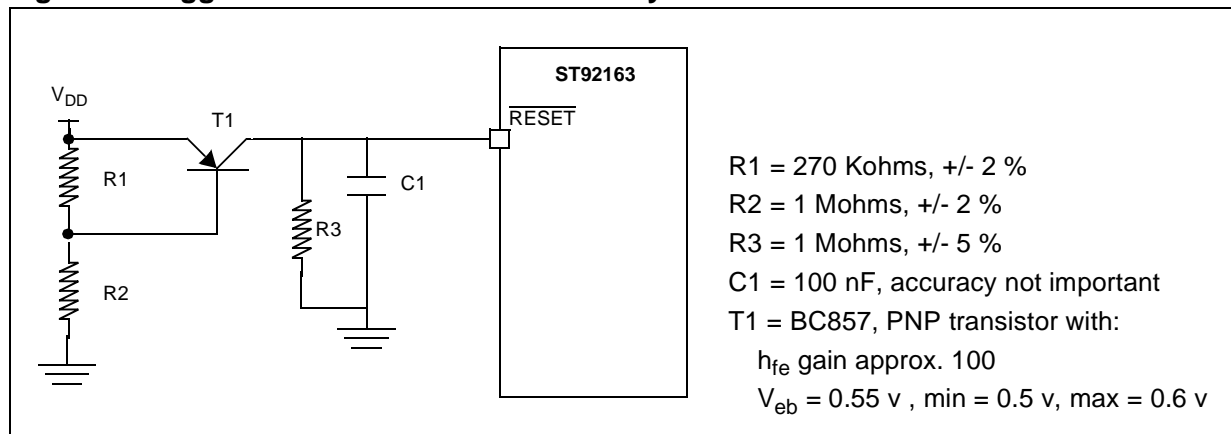 ST92163
RESET
VDD
T1
R1
C1
R3
R2
R1 = 270 Kohms, +/- 2 %
R2 = 1 Mohms, +/- 2 %
R3 = 1 Mohms, +/- 5 %
C1 = 100 nF, accuracy not important
T1 = BC857, PNP transistor with:
hfe gain approx. 100
Veb = 0.55 v , min = 0.5 v, max = 0.6 v